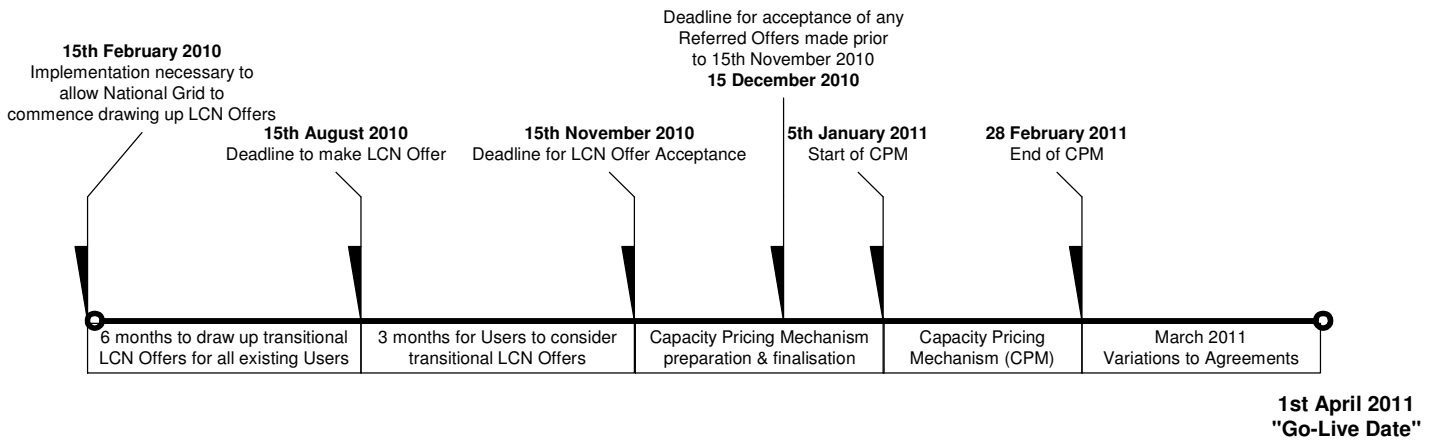 Deadline for acceptance of any
Referred Offers made prior
to 15th November 2010
15 December 2010
15th February 2010
Implementation necessary to
allow National Grid to
commence drawing up LCN Offers
15th August 2010
Deadline to make LCN Offer
15th November 2010
Deadline for LCN Offer Acceptance
5th January 2011
Start of CPM
28 February 2011
End of CPM
6 months to draw up transitional
LCN Offers for all existing Users
3 months for Users to consider
transitional LCN Offers
Capacity Pricing Mechanism
preparation & finalisation
Capacity Pricing
Mechanism (CPM)
March 2011
Variations to Agreements
1st April 2011
"Go-Live Date"